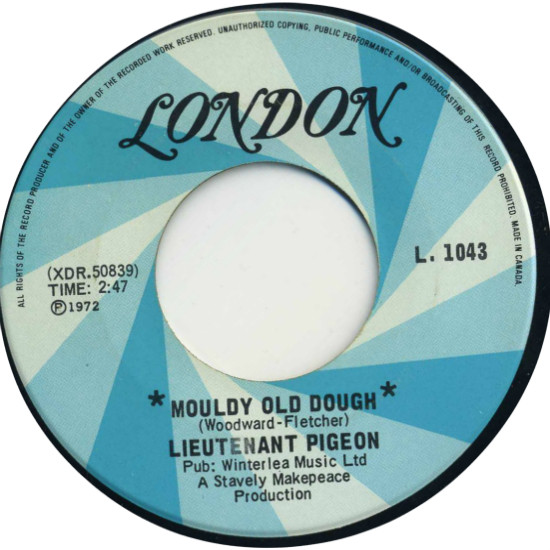 ALL RIGHTS OF THE RECORD PRODUCER AND OF THE OWNER OF THE RECORDED WORK RESERVED. UNAUTHORIZED COPYING, PUBLIC PERFORMANCE AND/OR BROADCASTING OF THIS RECORD PROHIBITED. MADE IN CANADA.
LONDON
L. 1043
(XDR.50839)
TIME: 2:47
Ⓟ1972
*MOULDY OLD DOUGH*
(Woodward-Fletcher)
LIEUTENANT PIGEON
Pub: Winterlea Music Ltd
A Stavely Makepeace
Production